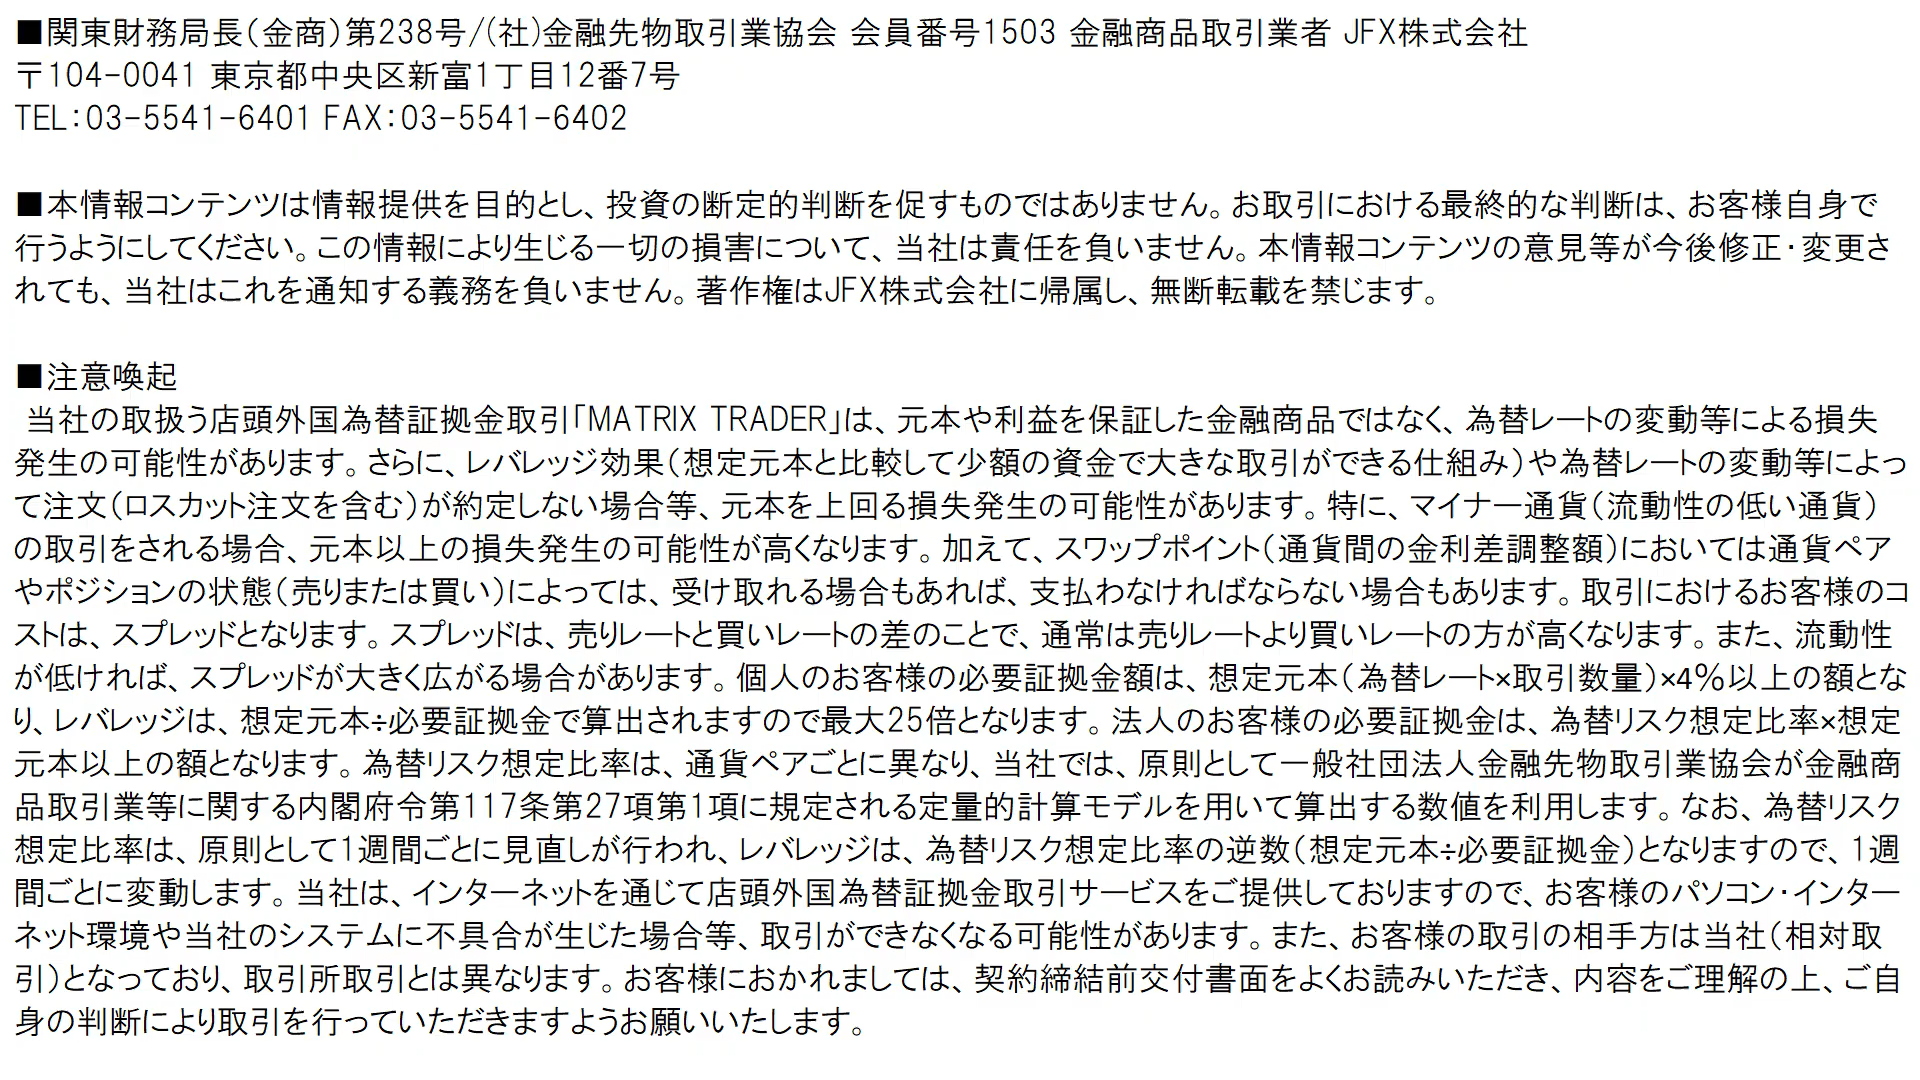 ■関東財務局長(金商)第238号/(社)金融先物取引業協会 会員番号1503 金融商品取引業者 JFX株式会社
〒104-0041 東京都中央区新富1丁目12番7号
TEL:03-5541-6401 FAX:03-5541-6402
■本情報コンテンツは情報提供を目的とし、投資の断定的判断を促すものではありません。お取引における最終的な判断は、お客様自身で
行うようにしてください。この情報により生じる一切の損害について、当社は責任を負いません。本情報コンテンツの意見等が今後修正・変更さ
れても、当社はこれを通知する義務を負いません。著作権はJFX株式会社に帰属し、無断転載を禁じます。
■注意喚起
当社の取扱う店頭外国為替証拠金取引「MATRIX TRADER」は、元本や利益を保証した金融商品ではなく、為替レートの変動等による損失
発生の可能性があります。さらに、レバレッジ効果(想定元本と比較して少額の資金で大きな取引ができる仕組み)や為替レートの変動等によっ
て注文(ロスカット注文を含む)が約定しない場合等、元本を上回る損失発生の可能性があります。特に、マイナー通貨(流動性の低い通貨)
の取引をされる場合、元本以上の損失発生の可能性が高くなります。加えて、スワップポイント(通貨間の金利差調整額)においては通貨ペア
やポジションの状態(売りまたは買い)によっては、受け取れる場合もあれば、支払わなければならない場合もあります。取引におけるお客様のコ
ストは、スプレッドとなります。スプレッドは、売りレートと買いレートの差のことで、通常は売りレートより買いレートの方が高くなります。また、流動性
が低ければ、スプレッドが大きく広がる場合があります。個人のお客様の必要証拠金額は、想定元本(為替レート×取引数量)×4%以上の額とな
り、レバレッジは、想定元本÷必要証拠金で算出されますので最大25倍となります。法人のお客様の必要証拠金は、為替リスク想定比率×想定
元本以上の額となります。為替リスク想定比率は、通貨ペアごとに異なり、当社では、原則として一般社団法人金融先物取引業協会が金融商
品取引業等に関する内閣府令第117条第27項第1項に規定される定量的計算モデルを用いて算出する数値を利用します。なお、為替リスク
想定比率は、原則として1週間ごとに見直しが行われ、レバレッジは、為替リスク想定比率の逆数(想定元本÷必要証拠金)となりますので、1週
間ごとに変動します。当社は、インターネットを通じて店頭外国為替証拠金取引サービスをご提供しておりますので、お客様のパソコン・インター
ネット環境や当社のシステムに不具合が生じた場合等、取引ができなくなる可能性があります。また、お客様の取引の相手方は当社(相対取
引)となっており、取引所取引とは異なります。お客様におかれましては、契約締結前交付書面をよくお読みいただき、内容をご理解の上、ご自
身の判断により取引を行っていただきますようお願いいたします。